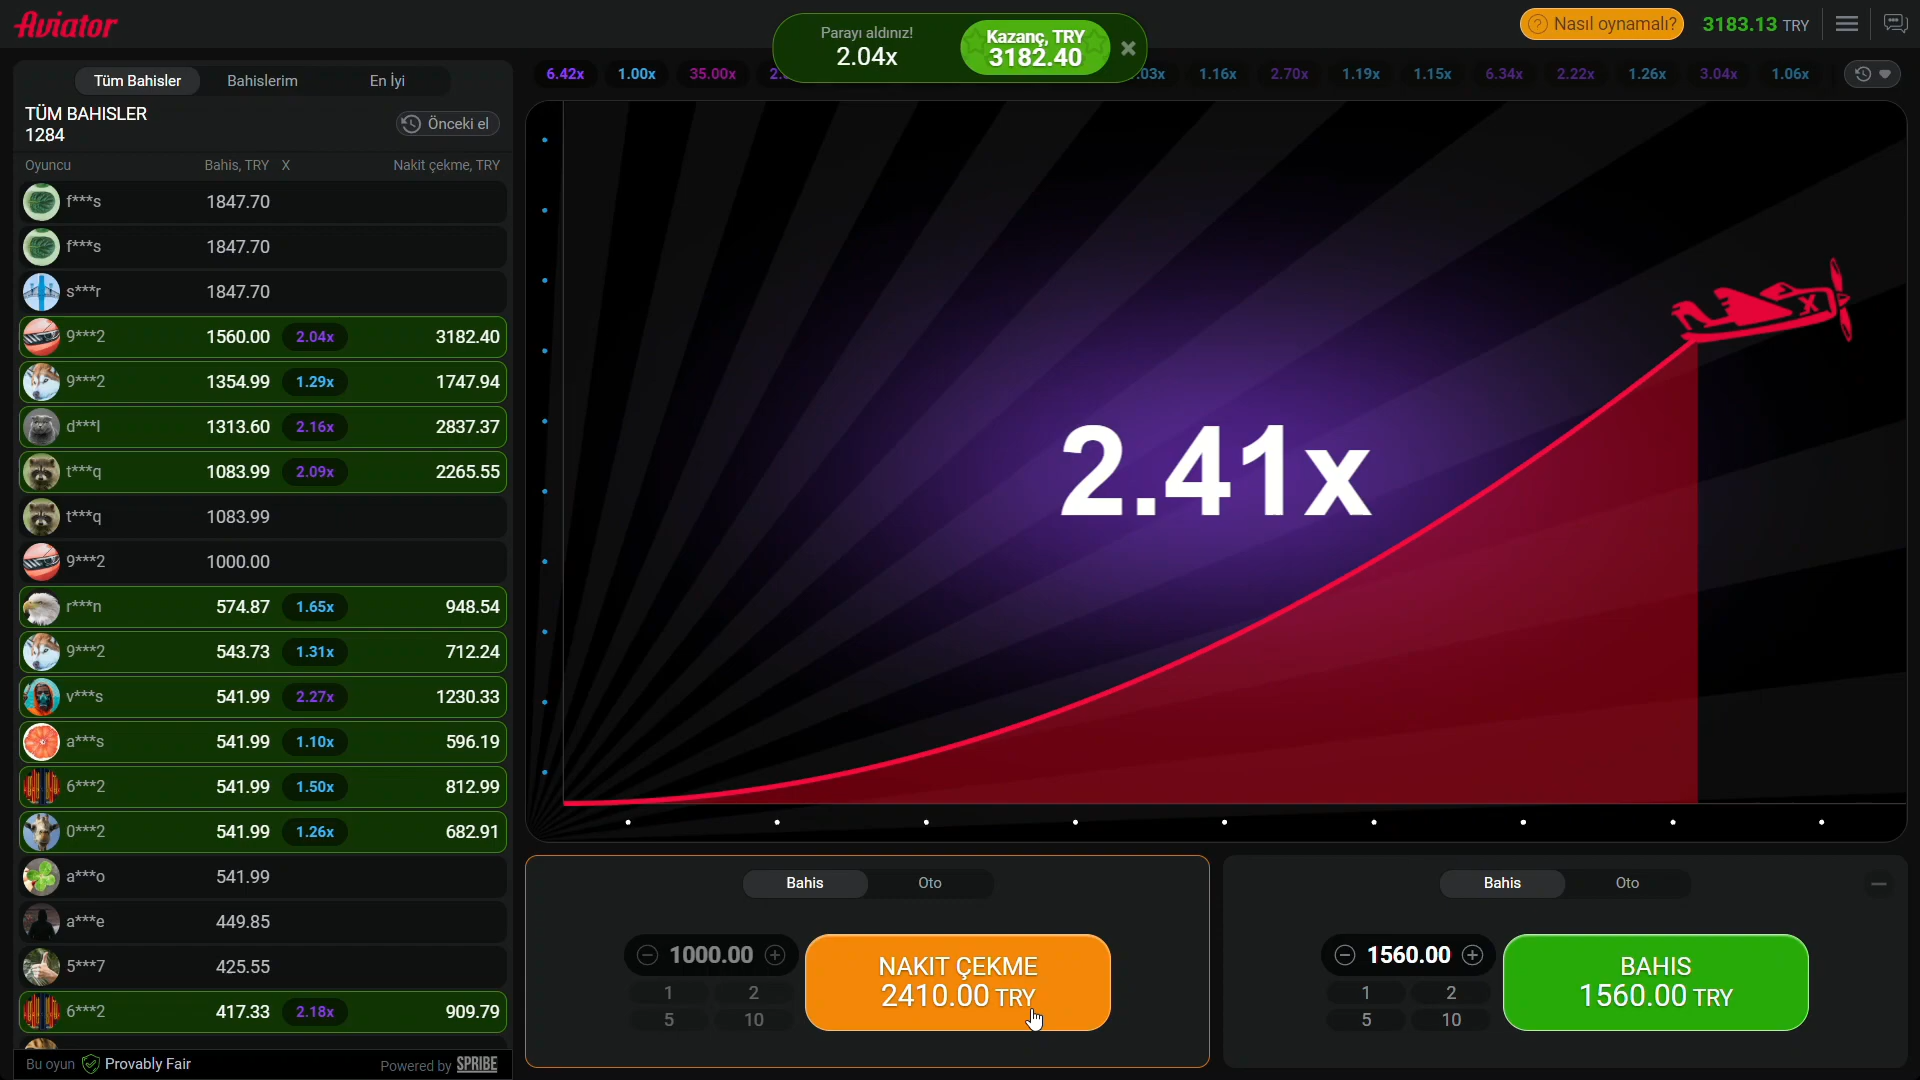 Aviator
Parayı aldınız!
2.04x
Kazanç, TRY
3182.40
Nasıl oynamalı?
3183.13 TRY
Tüm Bahisler
Bahislerim
En İyi
6.42x
1.00x
35.00x
1.16x
2.70x
1.19x
1.15x
6.34x
2.22x
1.26x
3.04x
1.06x
TÜM BAHISLER
1284
Önceki el
Oyuncu
Bahis, TRY X
Nakit çekme, TRY
f***s 1847.70
f***s 1847.70
s***r 1847.70
9***2 1560.00 2.04x 3182.40
9***2 1354.99 1.29x 1747.94
d***l 1313.60 2.16x 2837.37
t***q 1083.99 2.09x 2265.55
t***q 1083.99
9***2 1000.00
r***n 574.87 1.65x 948.54
9***2 543.73 1.31x 712.24
v***s 541.99 2.27x 1230.33
a***s 541.99 1.10x 596.19
6***2 541.99 1.50x 812.99
0***2 541.99 1.26x 682.91
a***o 541.99
a***e 449.85
5***7 425.55
6***2 417.33 2.18x 909.79
Bu oyun Provably Fair
Powered by SPRIBE
X
2.41x
Bahis
Oto
1000.00
1 2
5 10
NAKIT ÇEKME
2410.00 TRY
Bahis
Oto
1560.00
1 2
5 10
BAHIS
1560.00 TRY